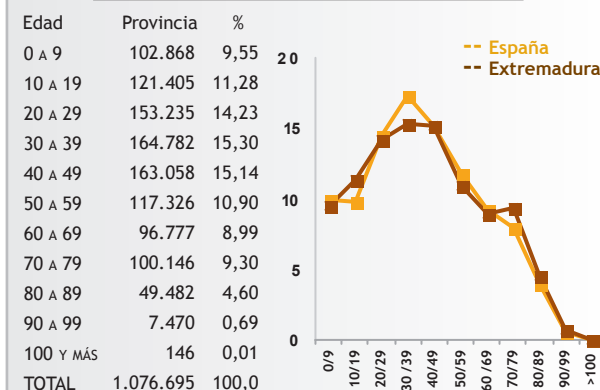 Edad Provincia %
0 A 9 102.868 9,55
10 A 19 121.405 11,28
20 A 29 153.235 14,23
30 A 39 164.782 15,30
40 A 49 163.058 15,14
50 A 59 117.326 10,90
60 A 69 96.777 8,99
70 A 79 100.146 9,30
80 A 89 49.482 4,60
90 A 99 7.470 0,69
100 Y MÁS 146 0,01
TOTAL 1.076.695 100,0
España
Extremadura
20
15
10
5
0
0/9
10/19
20/29
30 /39
40/49
50/59
60 /69
70/79
80/89
90/99
>100